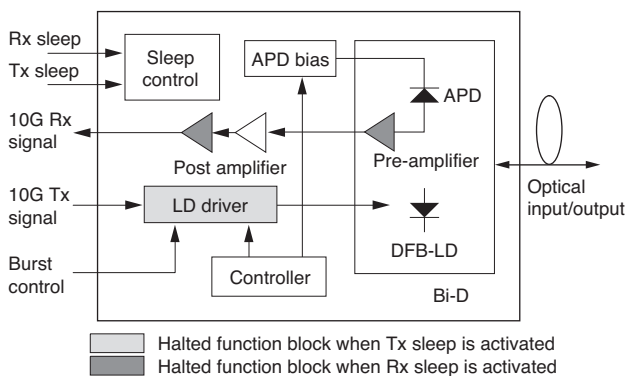 Rx sleep
Tx sleep
Sleep
control
APD bias
APD
10G Rx
signal
Post amplifier
Pre-amplifier
10G Tx
signal
LD driver
DFB-LD
Optical
input/output
Burst
control
Controller
Bi-D
Halted function block when Tx sleep is activated
Halted function block when Rx sleep is activated